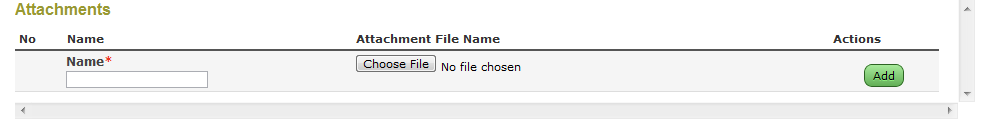 Attachments
No Name Attachment File Name Actions
Name*
Choose File No file chosen
Add